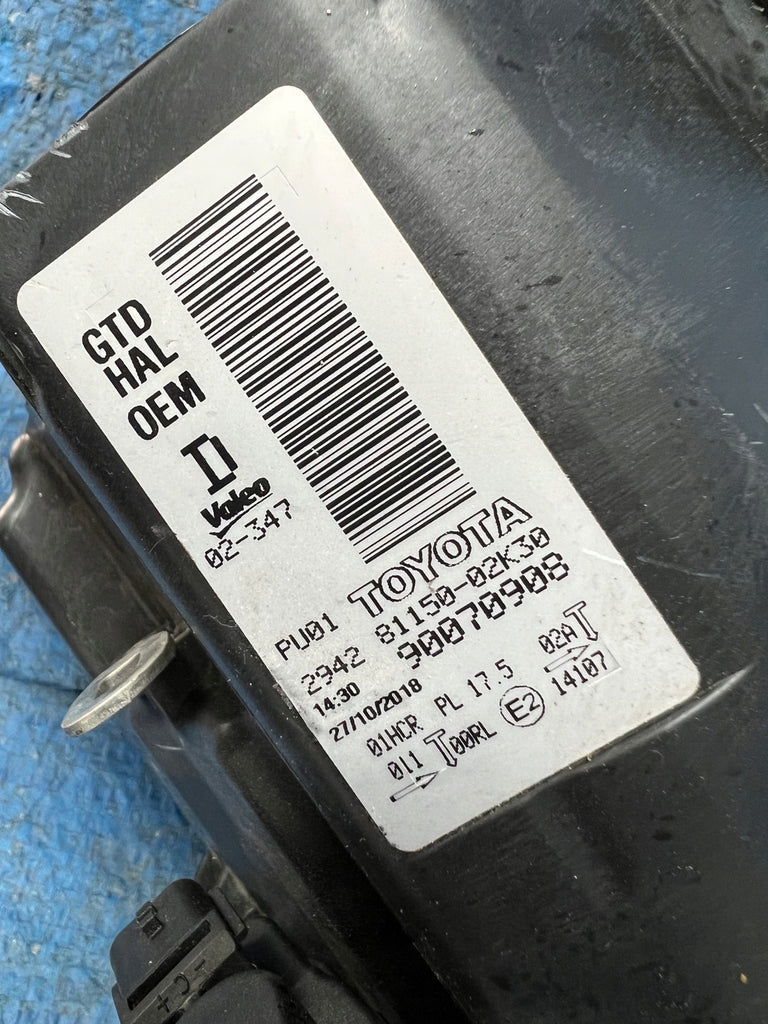 GTD
HAL
OEM
D
Valeo
02-347
PU01 TOYOTA
2942 81150-02K30
14:30 90070908
27/10/2018
01HCR PL 17.5 02A
011 00RL E2 14107
- C +